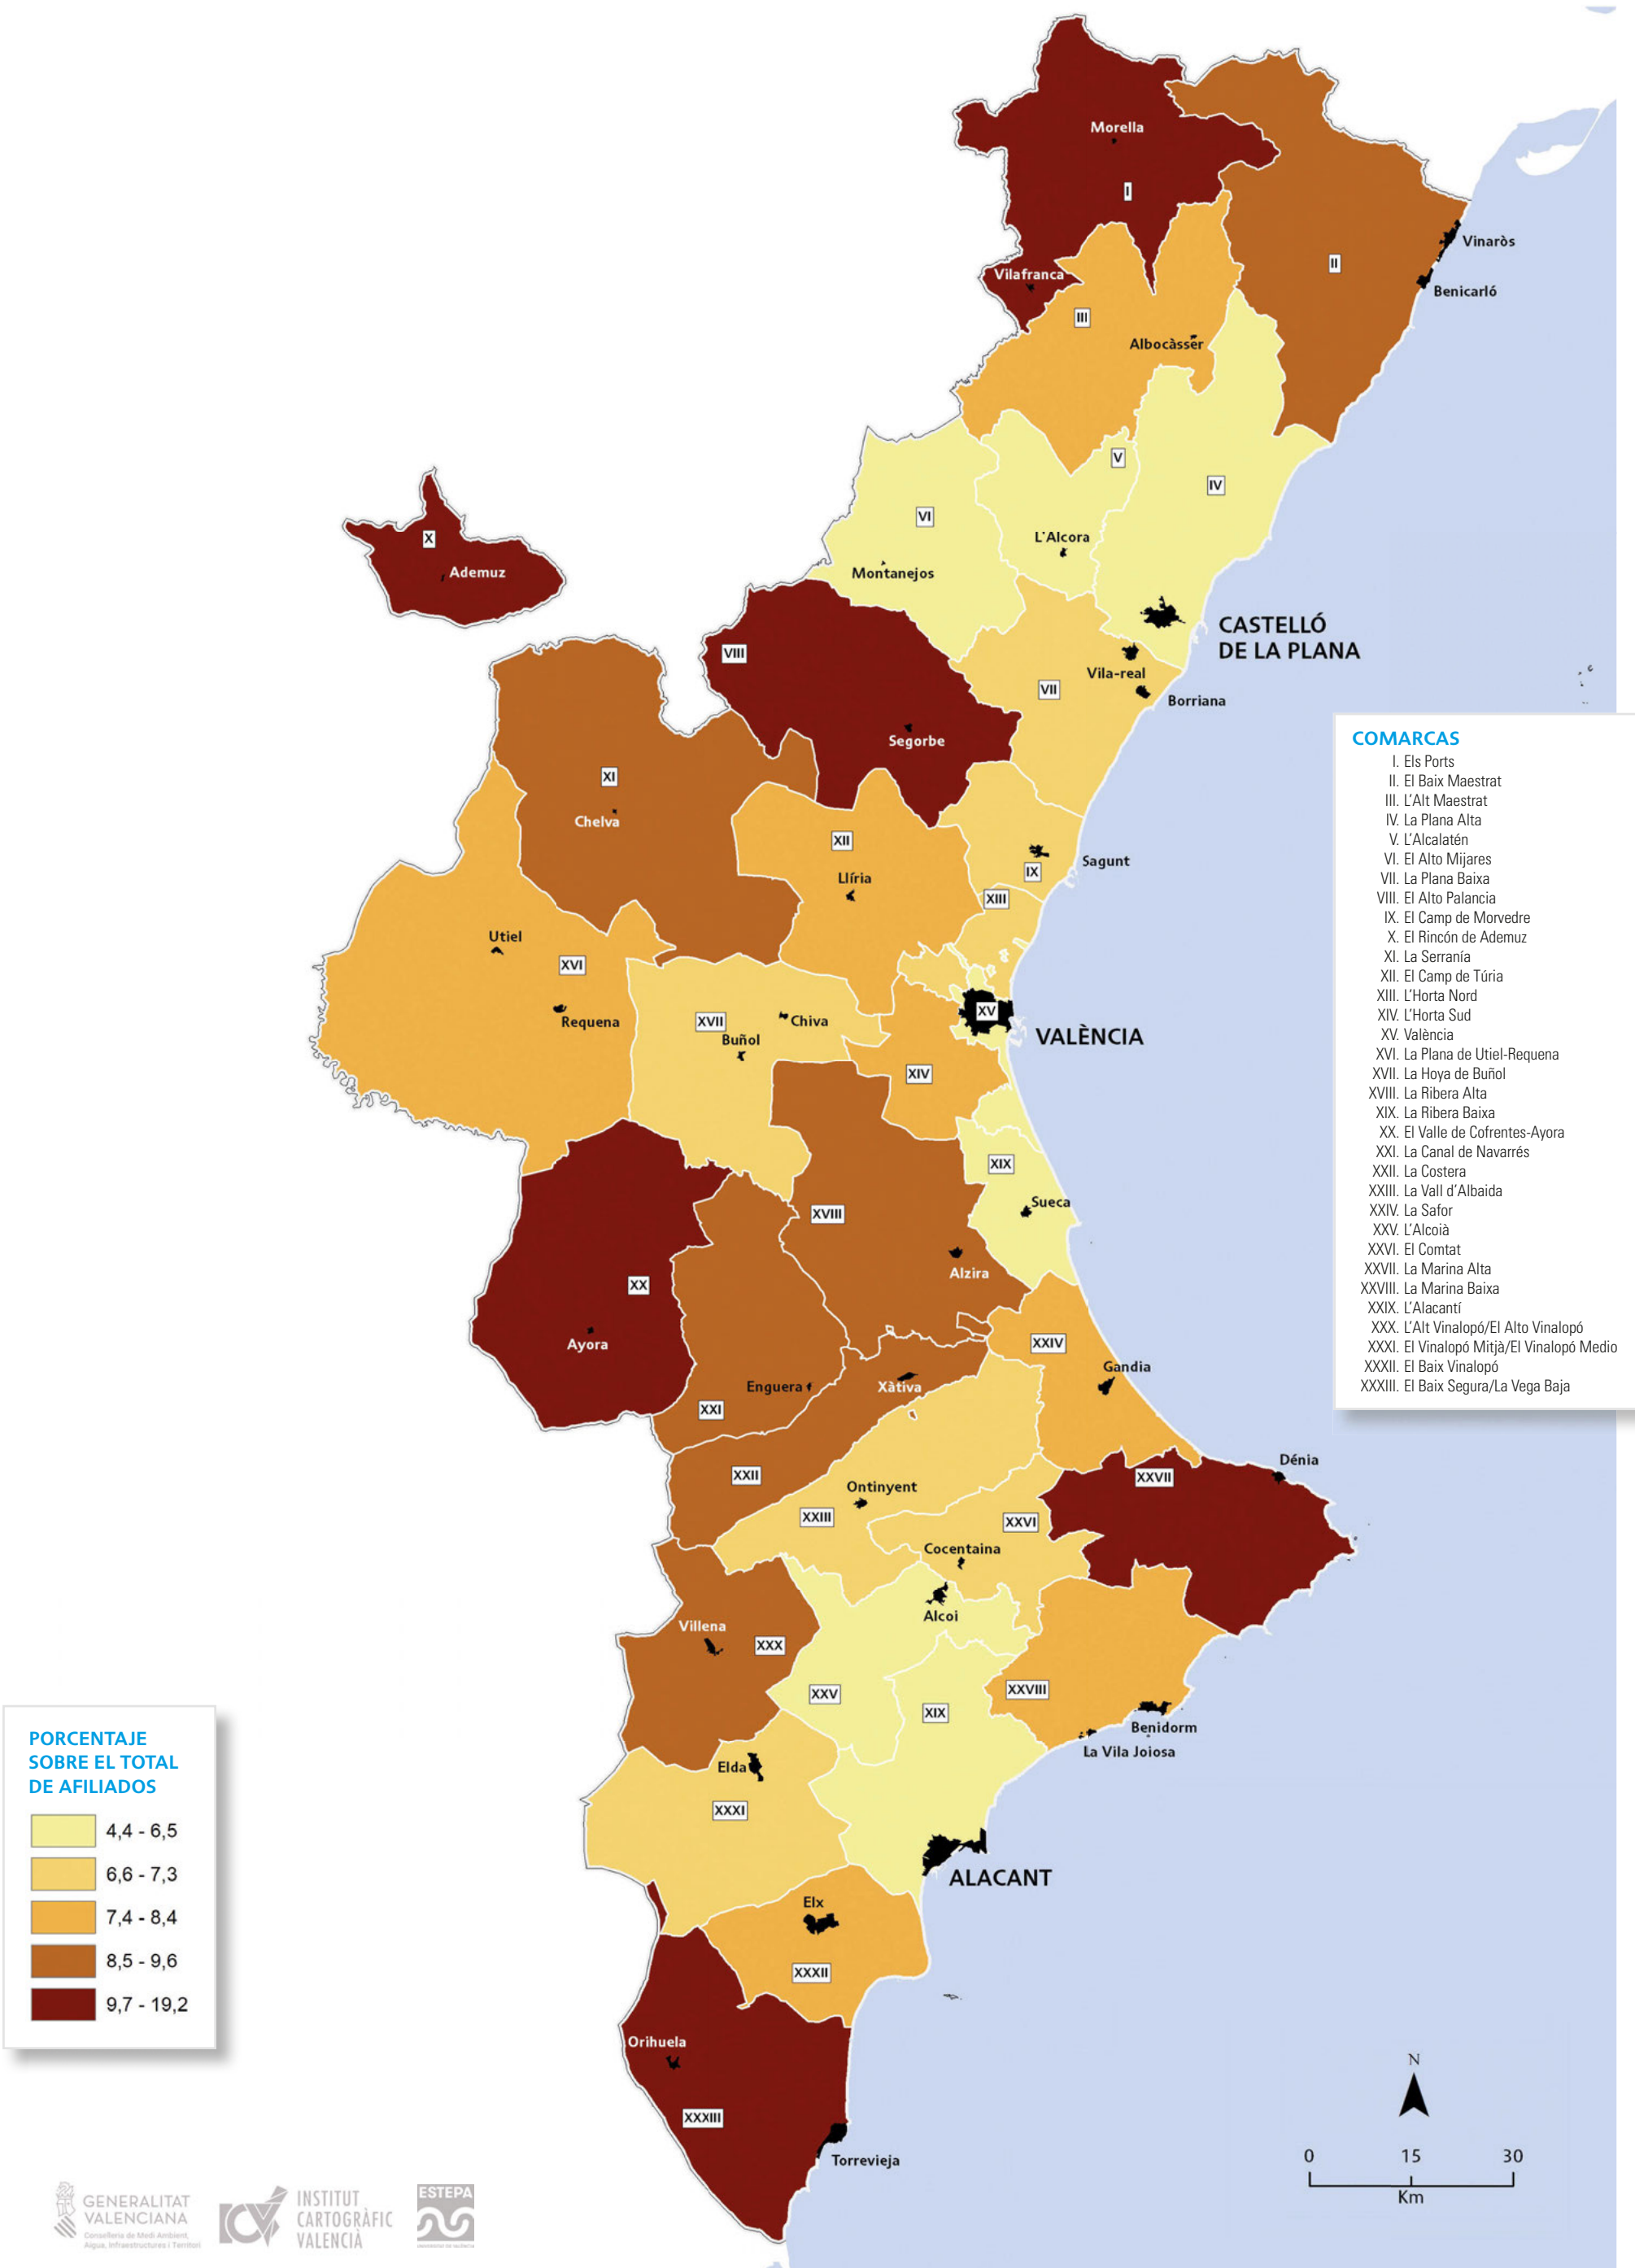 Morella
I
Vinaròs
II
Vilafranca
Benicarló
III
Albocàsser
V
IV
VI
L'Alcora
X
Ademuz
Montanejos
CASTELLÓ
DE LA PLANA
VIII
Vila-real
VII
Borriana
Segorbe
XI
Chelva
XII
Sagunt
IX
Llíria
XIII
Utiel
XVI
Requena
XV
XVII
Chiva
VALÈNCIA
Buñol
XIV
XIX
Sueca
XVIII
Alzira
XX
Ayora
XXIV
Gandia
Enguera
Xàtiva
XXI
Dénia
XXII
XXVII
Ontinyent
XXIII
XXVI
Cocentaina
Alcoi
Villena
XXX
XXV
XXVIII
XIX
Benidorm
La Vila Joiosa
Elda
XXXI
ALACANT
Elx
XXXII
Orihuela
XXXIII
Torrevieja
COMARCAS
I. Els Ports
II. El Baix Maestrat
III. L'Alt Maestrat
IV. La Plana Alta
V. L'Alcalatén
VI. El Alto Mijares
VII. La Plana Baixa
VIII. El Alto Palancia
IX. El Camp de Morvedre
X. El Rincón de Ademuz
XI. La Serranía
XII. El Camp de Túria
XIII. L'Horta Nord
XIV. L'Horta Sud
XV. València
XVI. La Plana de Utiel-Requena
XVII. La Hoya de Buñol
XVIII. La Ribera Alta
XIX. La Ribera Baixa
XX. El Valle de Cofrentes-Ayora
XXI. La Canal de Navarrés
XXII. La Costera
XXIII. La Vall d'Albaida
XXIV. La Safor
XXV. L'Alcoià
XXVI. El Comtat
XXVII. La Marina Alta
XXVIII. La Marina Baixa
XXIX. L'Alacantí
XXX. L'Alt Vinalopó/El Alto Vinalopó
XXXI. El Vinalopó Mitjà/El Vinalopó Medio
XXXII. El Baix Vinalopó
XXXIII. El Baix Segura/La Vega Baja
PORCENTAJE
SOBRE EL TOTAL
DE AFILIADOS
4,4 - 6,5
6,6 - 7,3
7,4 - 8,4
8,5 - 9,6
9,7 - 19,2
N
0 15 30
Km
GENERALITAT
VALENCIANA
Conselleria de Medi Ambient,
Aigua, Infraestructures i Territori
INSTITUT
CARTOGRÀFIC
VALENCIÀ
ESTEPA